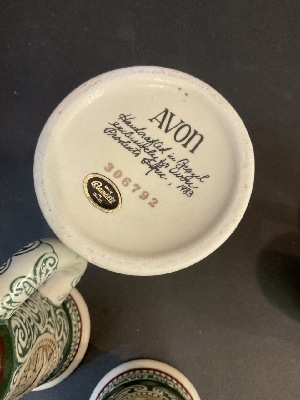 AVON
Handcrafted in Brazil
exclusively for Avon
Products Inc., 1983
306792